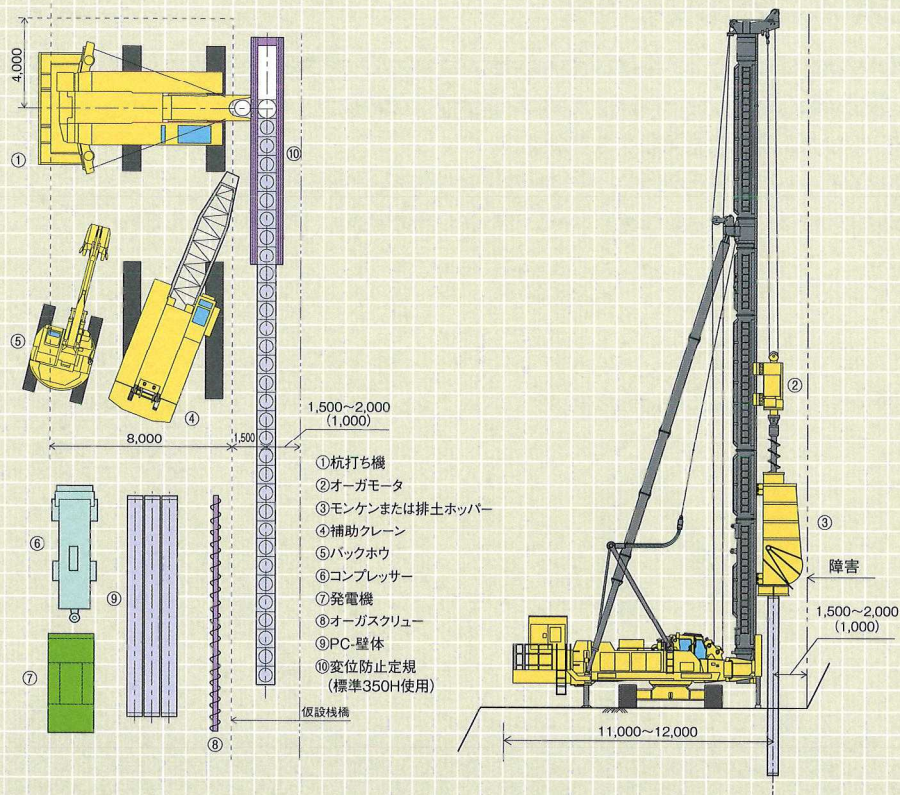 4,000
①
⑩
⑤
④
8,000
1,500
1,500～2,000
(1,000)
①杭打ち機
②オーガモータ
③モンケンまたは排土ホッパー
④補助クレーン
⑤バックホウ
⑥コンプレッサー
⑦発電機
⑧オーガスクリュー
⑨PC-壁体
⑩変位防止定規
(標準350H使用)
⑥
⑨
⑦
⑧
仮設桟橋
②
③
障害
1,500～2,000
(1,000)
11,000～12,000